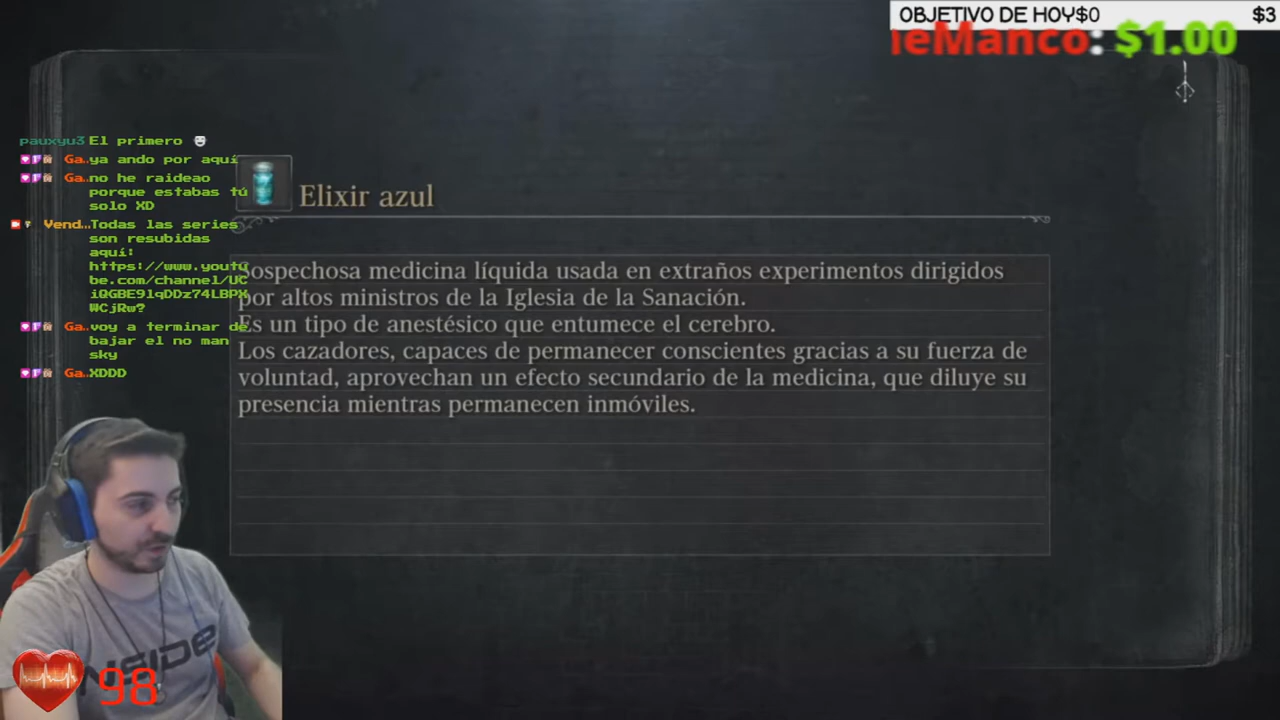 OBJETIVO DE HOY$0
$3
eManco: $1.00
pauxyu3 El primero
Ga..ya ando por aquí
Ga..no he raideao
porque estabas tú
solo XD
Vend...Todas las series
son resubidas
aquí:
https://www.youtu
be.com/channel/UC
iQGBE9lqDDz74LBPX
WCjRw?
Ga..voy a terminar de
bajar el no man
sky
Ga..XDDD
Elixir azul
Sospechosa medicina líquida usada en extraños experimentos dirigidos
por altos ministros de la Iglesia de la Sanación.
Es un tipo de anestésico que entumece el cerebro.
Los cazadores, capaces de permanecer conscientes gracias a su fuerza de
voluntad, aprovechan un efecto secundario de la medicina, que diluye su
presencia mientras permanecen inmóviles.
NSIDE
98